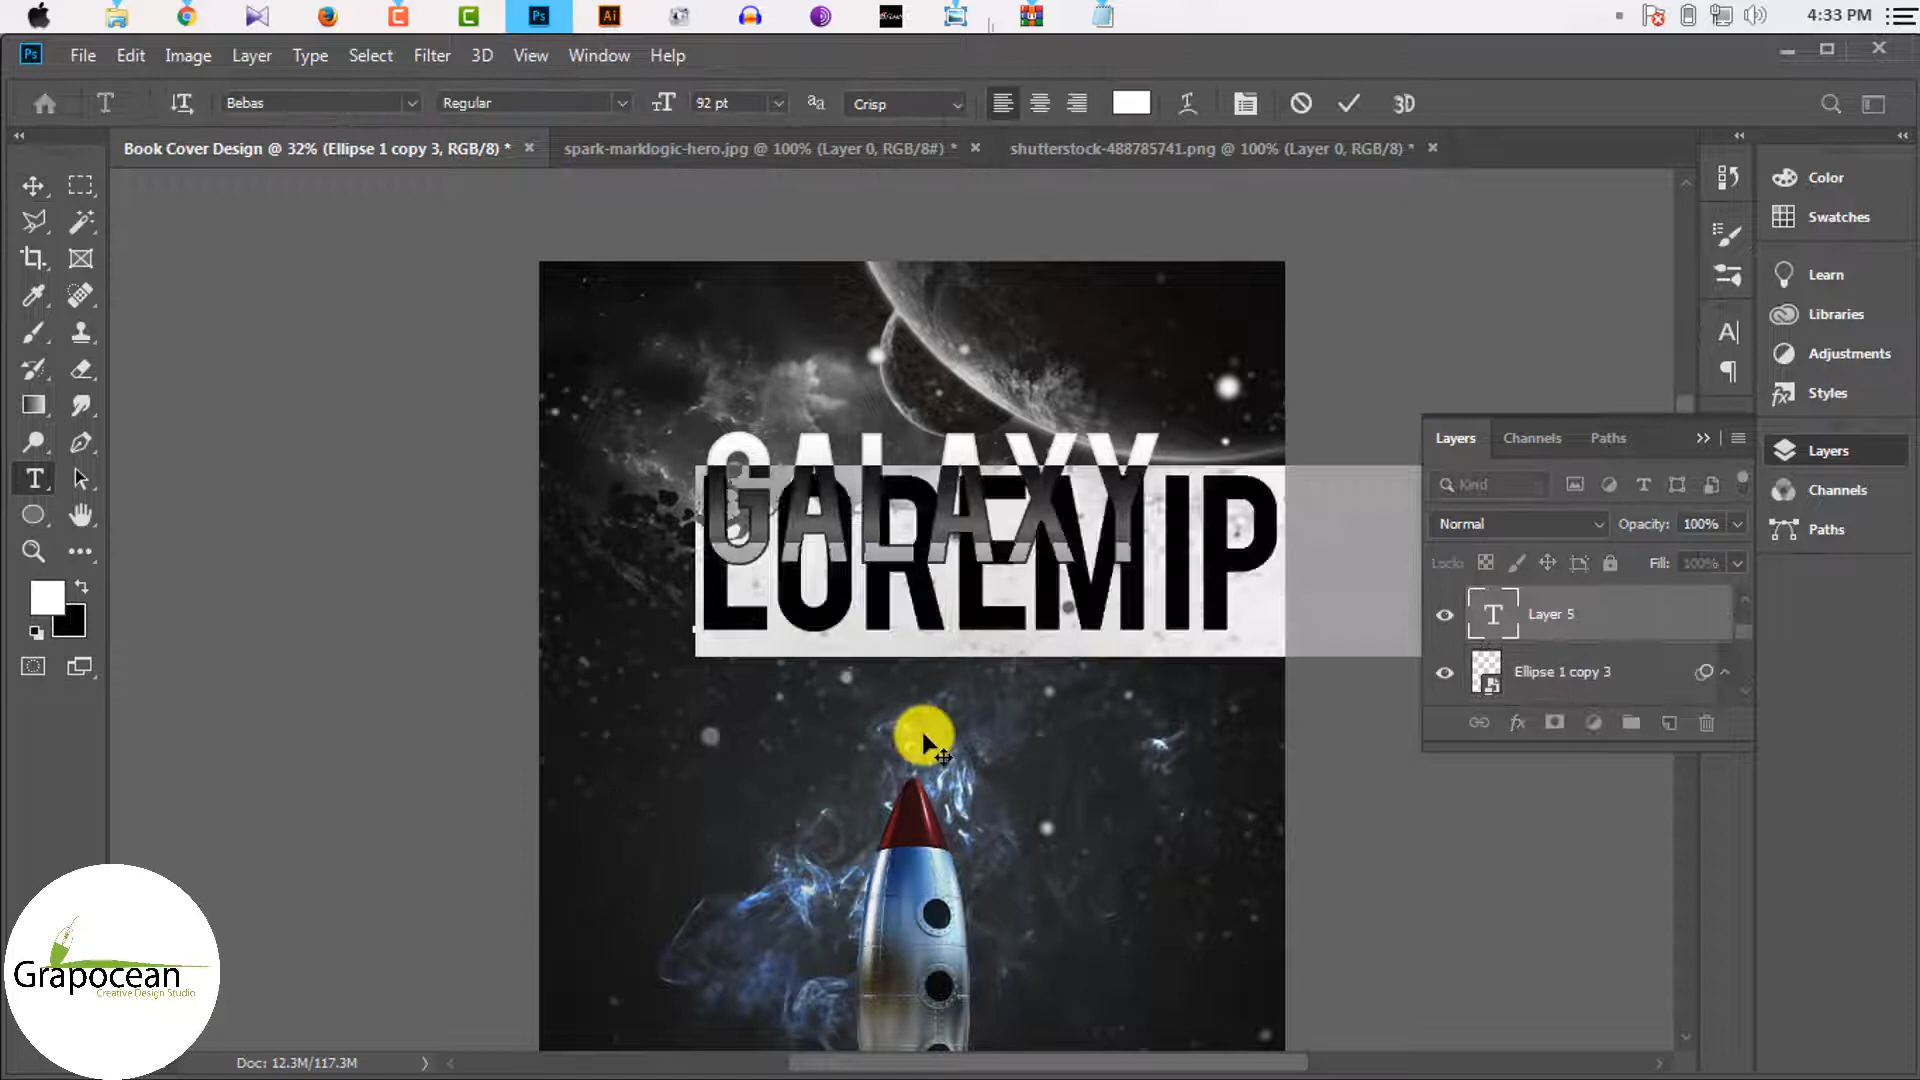 4:33 PM
Ps
File Edit Image Layer Type Select Filter 3D View Window Help
Bebas Regular 92 pt Crisp 3D
Book Cover Design @ 32% (Ellipse 1 copy 3, RGB/8) * spark-marklogic-hero.jpg @ 100% (Layer 0, RGB/8#) * shutterstock-488785741.png @ 100% (Layer 0, RGB/8) *
Color
Swatches
Learn
Libraries
Adjustments
Styles
Layers
Channels
Paths
GALAXY
LOREM IP
Layers Channels Paths
Kind
Normal Opacity: 100%
Lock: Fill: 100%
Layer 5
Ellipse 1 copy 3
Grapocean
Creative Design Studio
Doc: 12.3M/117.3M